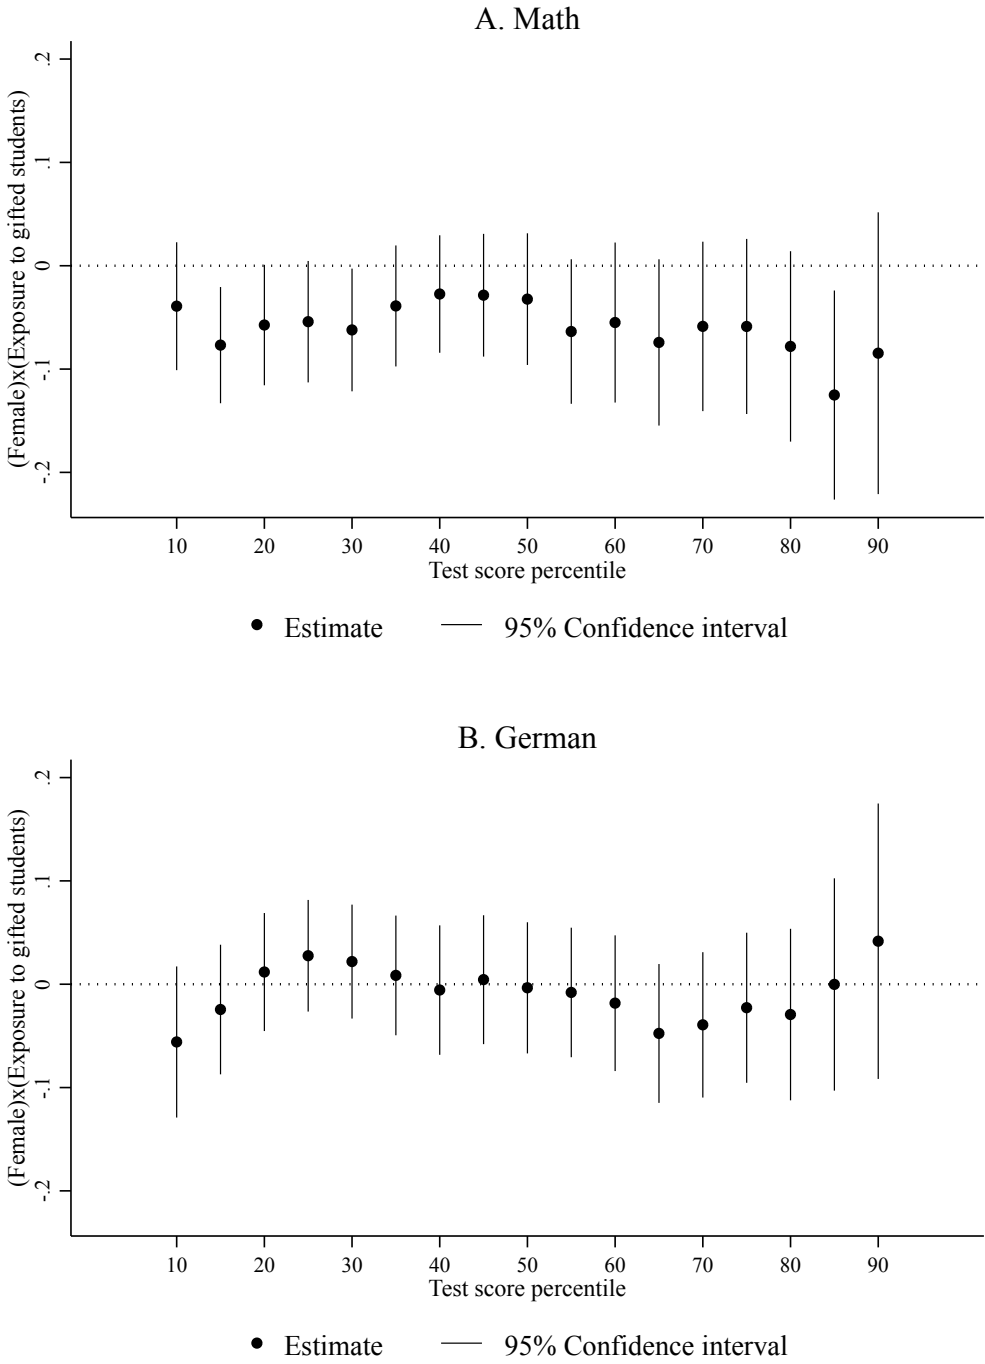 A. Math
(Female)x(Exposure to gifted students)
.2
.1
0
-.1
-.2
10 20 30 40 50 60 70 80 90
Test score percentile
Estimate 95% Confidence interval
B. German
(Female)x(Exposure to gifted students)
.2
.1
0
-.1
-.2
10 20 30 40 50 60 70 80 90
Test score percentile
Estimate 95% Confidence interval